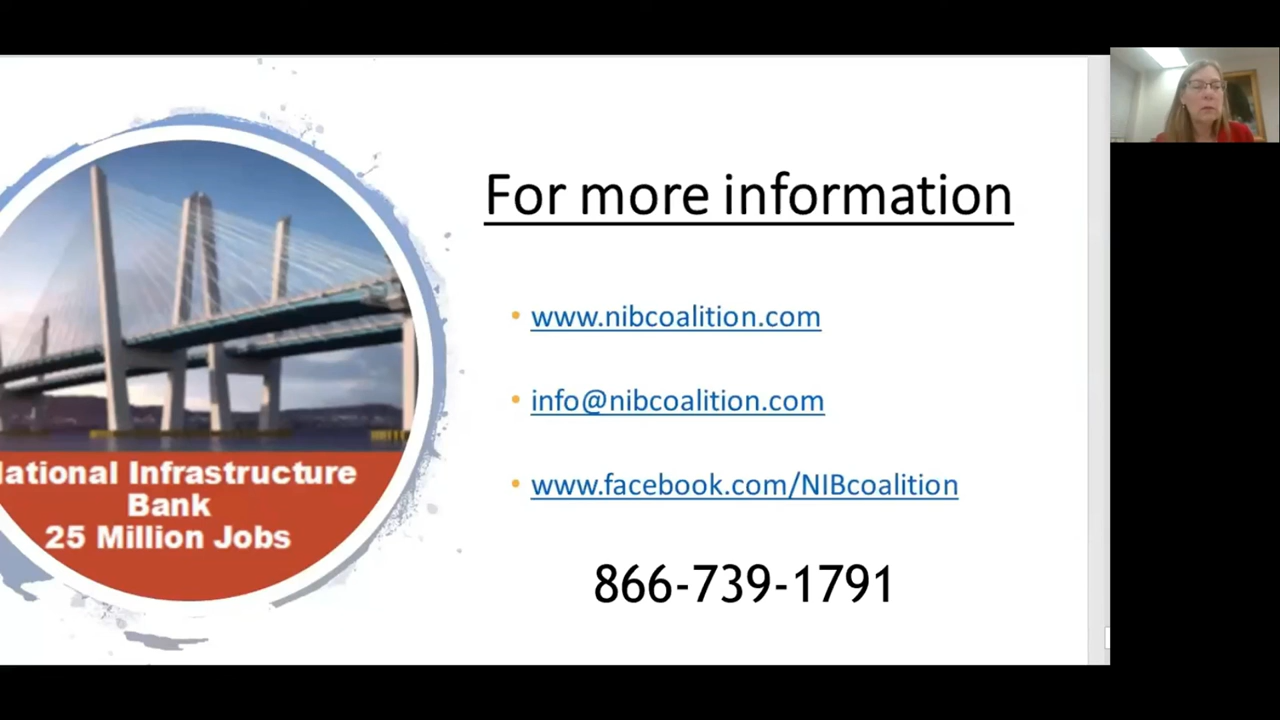 For more information
www.nibcoalition.com
info@nibcoalition.com
www.facebook.com/NIBcoalition
866-739-1791
ational Infrastructure
Bank
25 Million Jobs